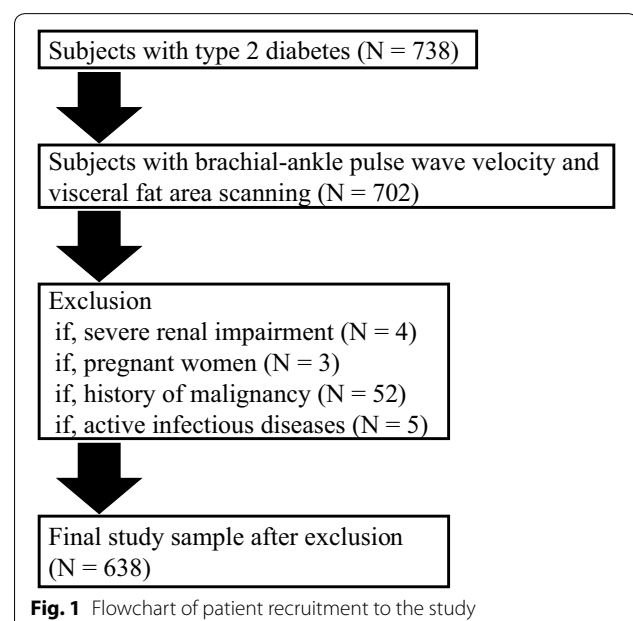 Subjects with type 2 diabetes (N = 738)
Subjects with brachial-ankle pulse wave velocity and
visceral fat area scanning (N = 702)
Exclusion
if, severe renal impairment (N = 4)
if, pregnant women (N = 3)
if, history of malignancy (N = 52)
if, active infectious diseases (N = 5)
Final study sample after exclusion
(N = 638)
Fig. 1 Flowchart of patient recruitment to the study